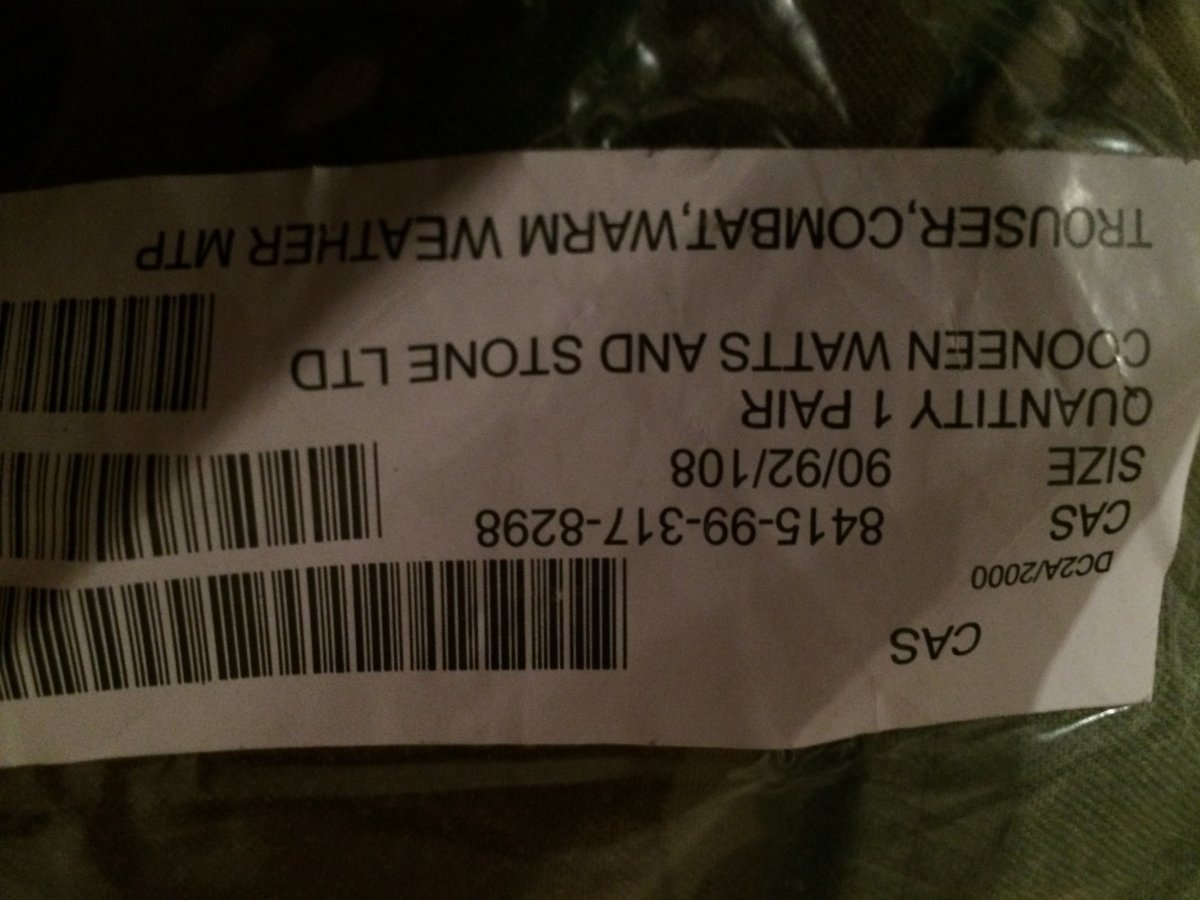 CAS
DC2A/2000
CAS 8415-99-317-8298
SIZE 90/92/108
QUANTITY 1 PAIR
COONEEN WATTS AND STONE LTD
TROUSER,COMBAT,WARM WEATHER MTP